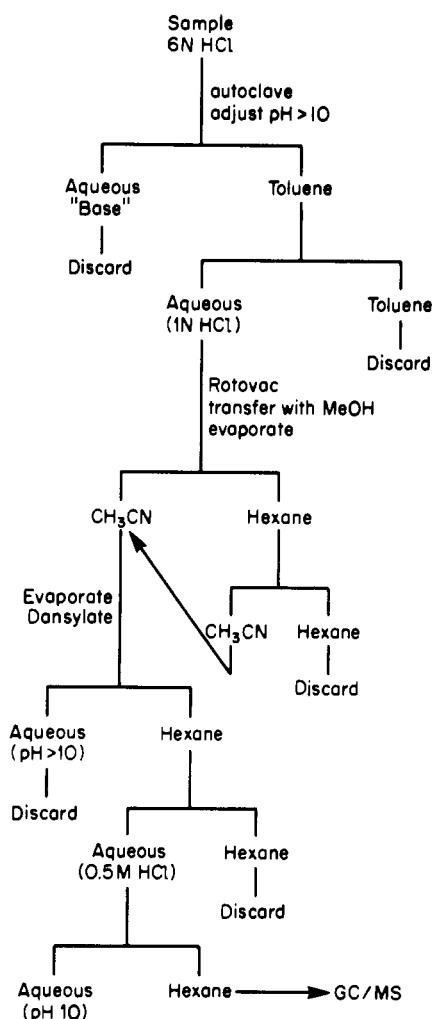 Sample
6N HCl
autoclave
adjust pH > 10
Aqueous
"Base"
Toluene
Discard
Aqueous
(1N HCl)
Toluene
Discard
Rotovac
transfer with MeOH
evaporate
CH₃CN
Hexane
Evaporate
Dansylate
CH₃CN
Hexane
Discard
Aqueous
(pH >10)
Hexane
Discard
Aqueous
(0.5M HCl)
Hexane
Discard
Aqueous
(pH 10)
Hexane
GC/MS